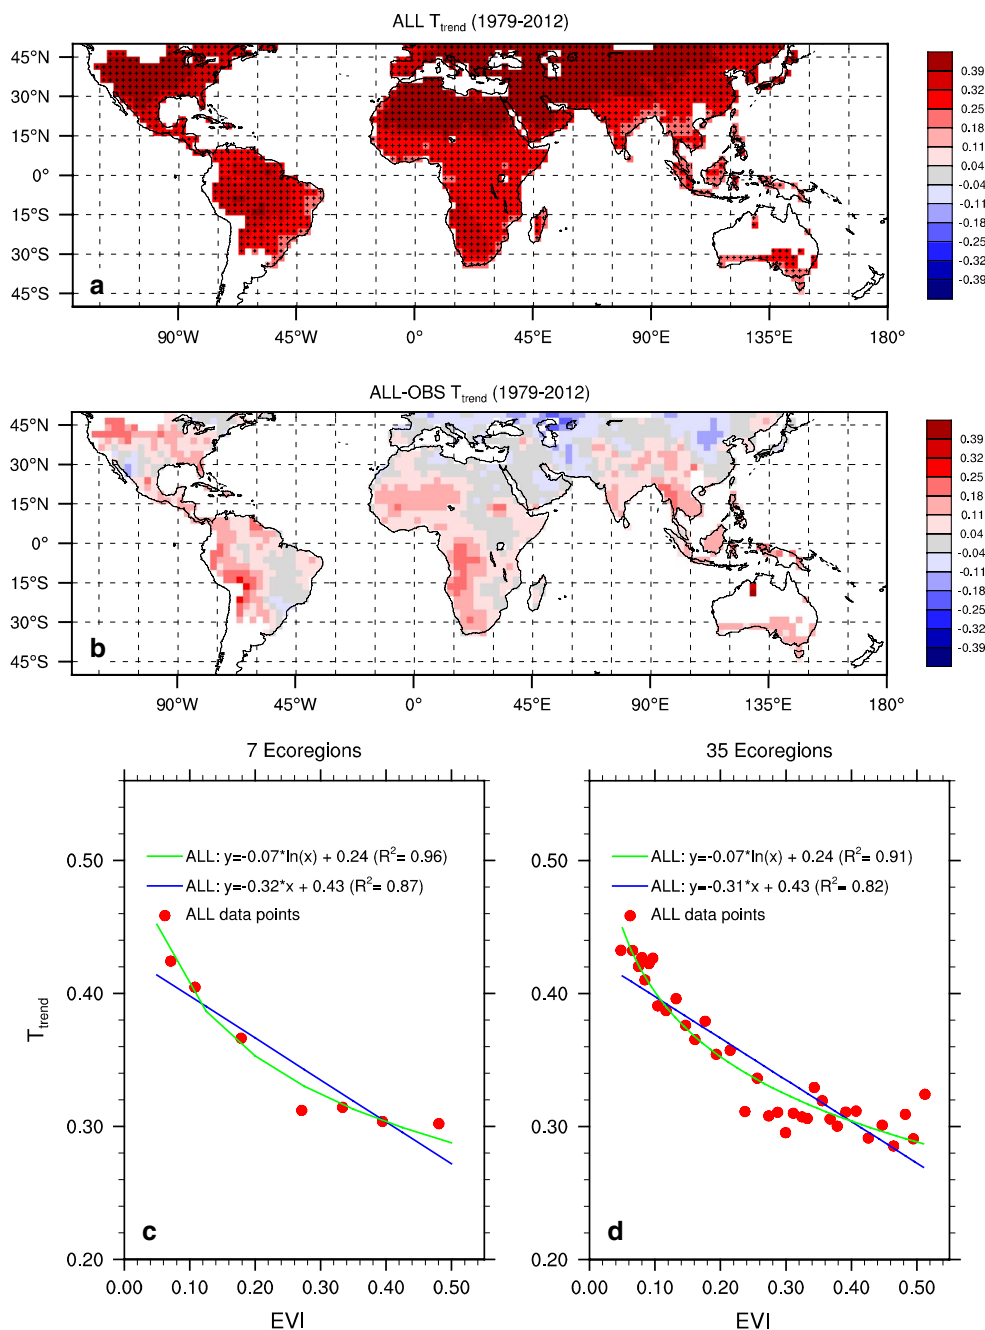 ALL T_trend (1979-2012)
45°N
30°N
15°N
0°
15°S
30°S
45°S
a
90°W
45°W
0°
45°E
90°E
135°E
180°
0.39
0.32
0.25
0.18
0.11
0.04
-0.04
-0.11
-0.18
-0.25
-0.32
-0.39
ALL-OBS T_trend (1979-2012)
45°N
30°N
15°N
0°
15°S
30°S
45°S
b
90°W
45°W
0°
45°E
90°E
135°E
180°
0.39
0.32
0.25
0.18
0.11
0.04
-0.04
-0.11
-0.18
-0.25
-0.32
-0.39
7 Ecoregions
ALL: y=-0.07*ln(x) + 0.24 (R²= 0.96)
ALL: y=-0.32*x + 0.43 (R²= 0.87)
ALL data points
0.50
0.40
0.30
0.20
T_trend
c
0.00
0.10
0.20
0.30
0.40
0.50
EVI
35 Ecoregions
ALL: y=-0.07*ln(x) + 0.24 (R²= 0.91)
ALL: y=-0.31*x + 0.43 (R²= 0.82)
ALL data points
0.50
0.40
0.30
0.20
d
0.00
0.10
0.20
0.30
0.40
0.50
EVI